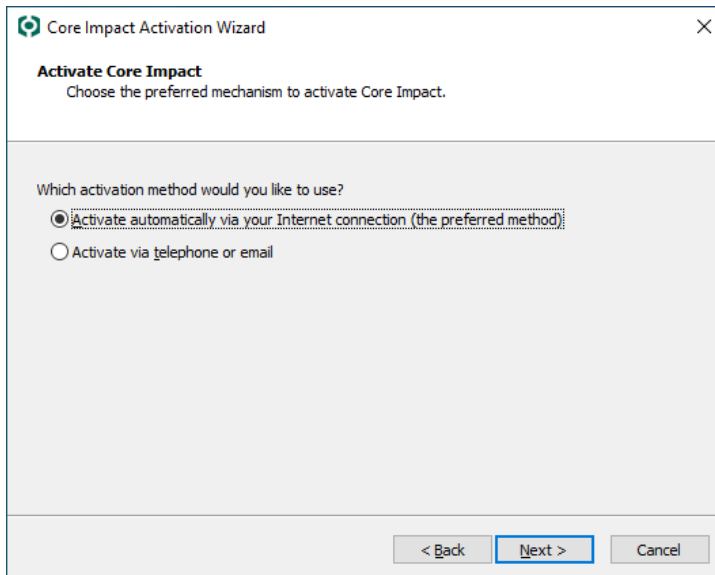 Core Impact Activation Wizard
Activate Core Impact
Choose the preferred mechanism to activate Core Impact.
Which activation method would you like to use?
Activate automatically via your Internet connection (the preferred method)
Activate via telephone or email
< Back Next > Cancel